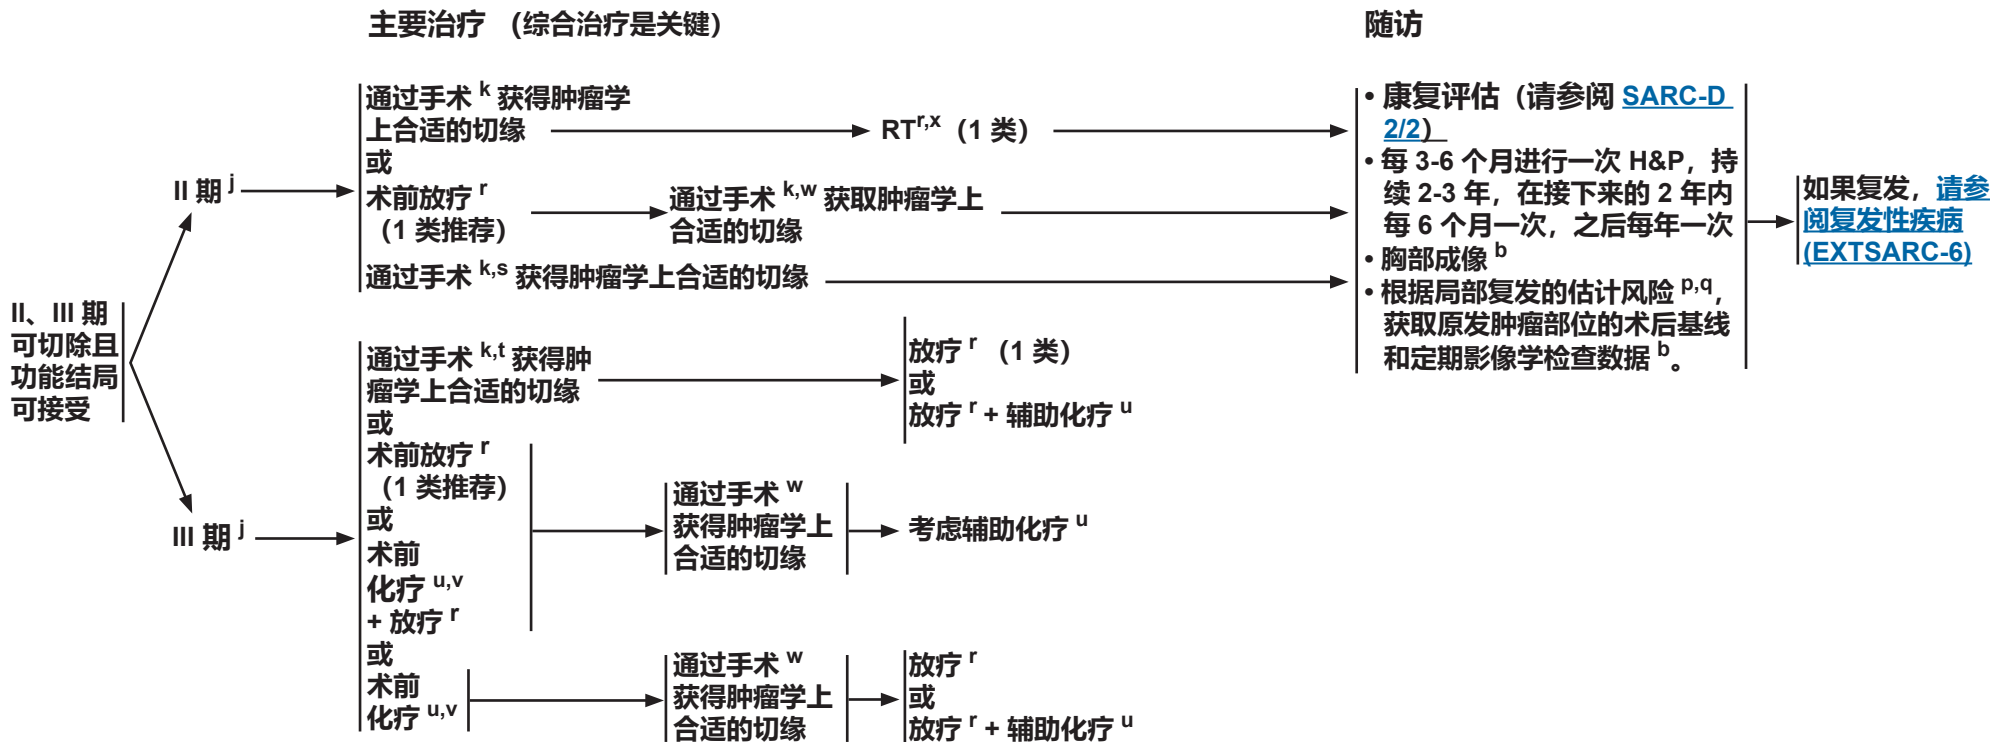 主要治疗 （综合治疗是关键）
随访
II、III 期
可切除且
功能结局
可接受
II 期 j
通过手术 k 获得肿瘤学
上合适的切缘
RTr,x（1 类）
或
术前放疗 r
（1 类推荐）
通过手术 k,w 获取肿瘤学上
合适的切缘
通过手术 k,s 获得肿瘤学上合适的切缘
III 期 j
通过手术 k,t 获得肿
瘤学上合适的切缘
放疗 r （1 类）
或
放疗 r + 辅助化疗 u
或
术前放疗 r
（1 类推荐）
或
术前
化疗 u,v
+ 放疗 r
通过手术 w
获得肿瘤学上
合适的切缘
考虑辅助化疗 u
或
术前
化疗 u,v
通过手术 w
获得肿瘤学上
合适的切缘
放疗 r
或
放疗 r + 辅助化疗 u
• 康复评估（请参阅 SARC-D
2/2）
• 每 3-6 个月进行一次 H&P，持
续 2-3 年，在接下来的 2 年内
每 6 个月一次，之后每年一次
• 胸部成像 b
• 根据局部复发的估计风险 p,q，
获取原发肿瘤部位的术后基线
和定期影像学检查数据 b。
如果复发，请参
阅复发性疾病
(EXTSARC-6)